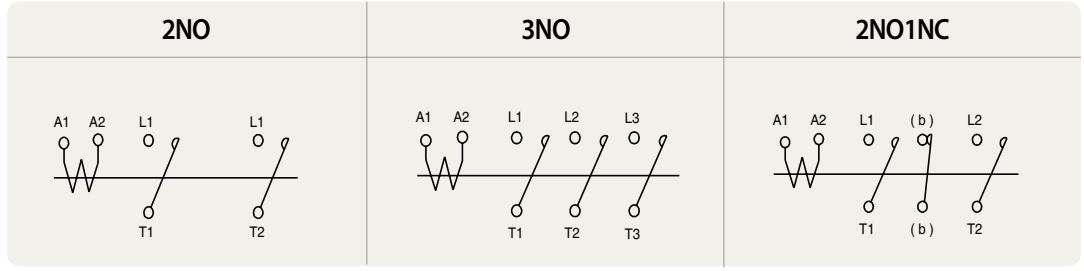 2NO
3NO
2NO1NC
A1 A2 L1 L1
T1 T2
A1 A2 L1 L2 L3
T1 T2 T3
A1 A2 L1 ( b ) L2
T1 ( b ) T2